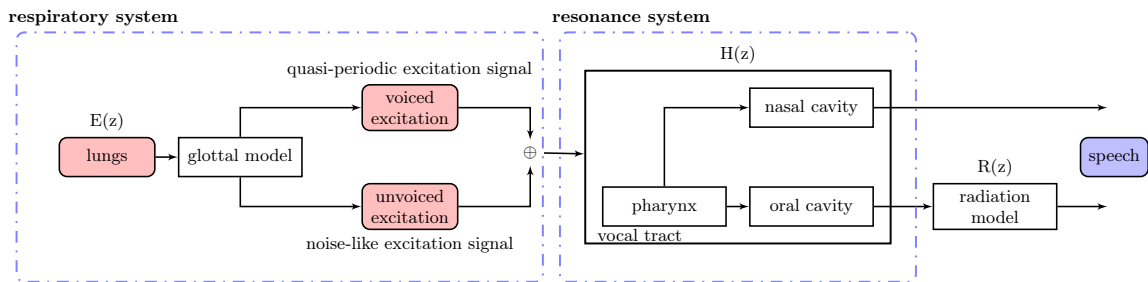 respiratory system
resonance system
H(z)
quasi-periodic excitation signal
voiced
excitation
nasal cavity
E(z)
lungs
glottal model
⊕
speech
R(z)
unvoiced
excitation
pharynx
oral cavity
radiation
model
vocal tract
noise-like excitation signal